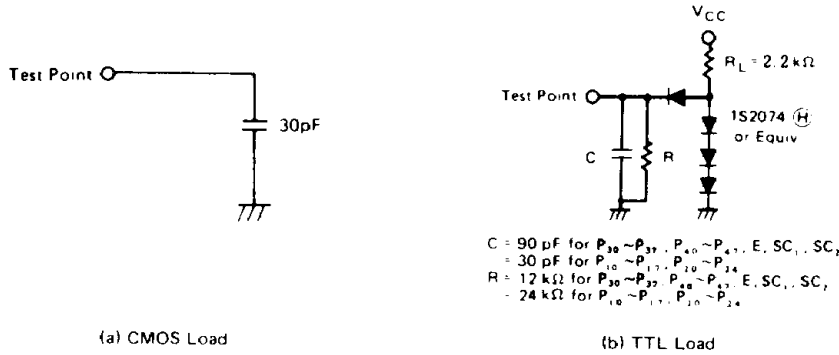 V_CC
R_L = 2.2 kΩ
Test Point
Test Point
1S2074 Ⓗ
or Equiv
30pF
C
R
C = 90 pF for P₃₀ ~ P₃₇, P₄₀ ~ P₄₇, E, SC₁, SC₂
= 30 pF for P₁₀ ~ P₁₇, P₂₀ ~ P₂₄
R = 12 kΩ for P₃₀ ~ P₃₇, P₄₀ ~ P₄₇, E, SC₁, SC₂
= 24 kΩ for P₁₀ ~ P₁₇, P₂₀ ~ P₂₄
(a) CMOS Load
(b) TTL Load